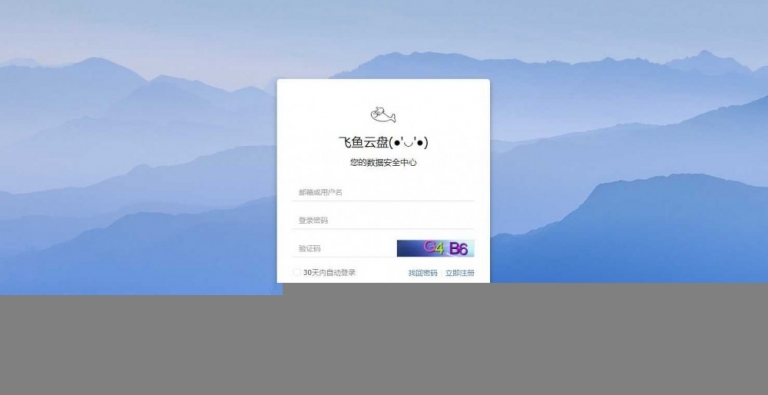 飞鱼云盘(●'◡'●)
您的数据安全中心
邮箱或用户名
登录密码
验证码 G4 B6
30天内自动登录 找回密码 立即注册